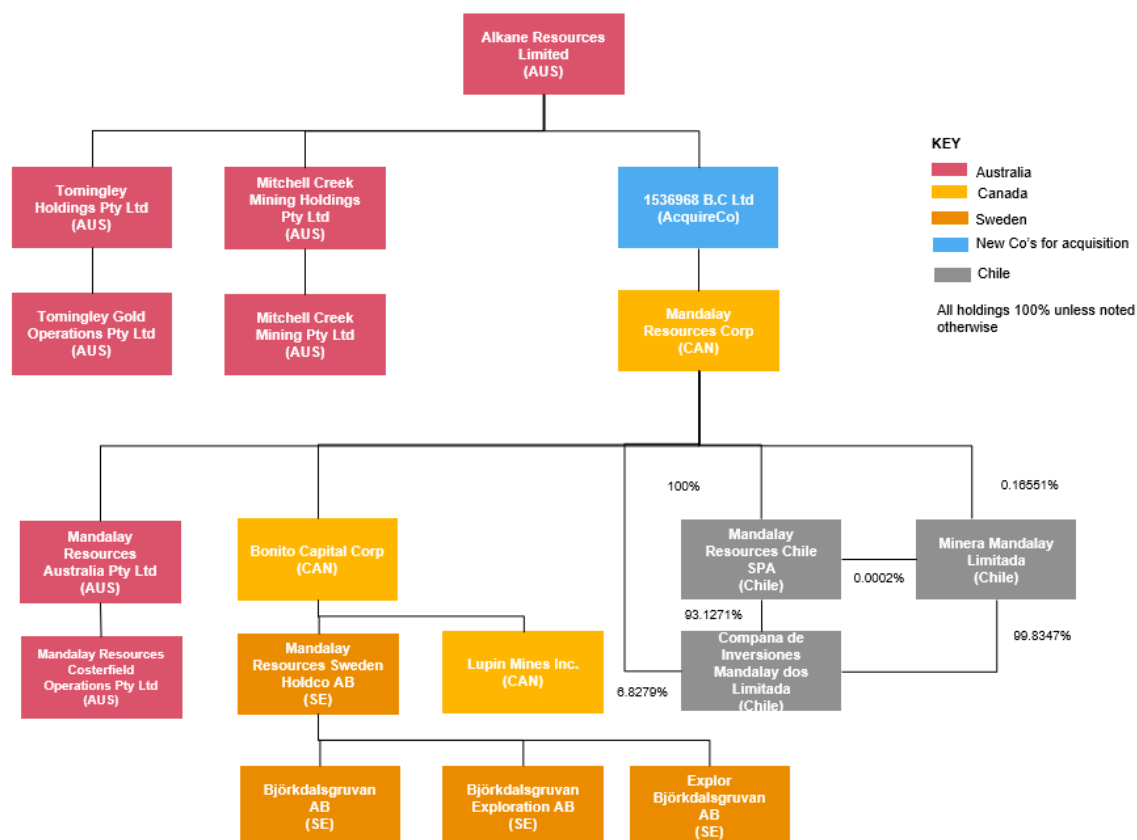 Alkane Resources
Limited
(AUS)
KEY
Australia
Canada
Sweden
New Co's for acquisition
Chile
All holdings 100% unless noted
otherwise
Tomingley
Holdings Pty Ltd
(AUS)
Mitchell Creek
Mining Holdings
Pty Ltd
(AUS)
1536968 B.C Ltd
(AcquireCo)
Tomingley Gold
Operations Pty Ltd
(AUS)
Mitchell Creek
Mining Pty Ltd
(AUS)
Mandalay
Resources Corp
(CAN)
100%
0.16551%
Mandalay
Resources
Australia Pty Ltd
(AUS)
Bonito Capital Corp
(CAN)
Mandalay
Resources Chile
SPA
(Chile)
0.0002%
Minera Mandalay
Limitada
(Chile)
93.1271%
99.8347%
Mandalay Resources
Costerfield
Operations Pty Ltd
(AUS)
Mandalay
Resources Sweden
Holdco AB
(SE)
Lupin Mines Inc.
(CAN)
6.8279%
Compana de
Inversiones
Mandalay dos
Limitada
(Chile)
Björkdalsgruvan
AB
(SE)
Björkdalsgruvan
Exploration AB
(SE)
Explor
Björkdalsgruvan
AB
(SE)